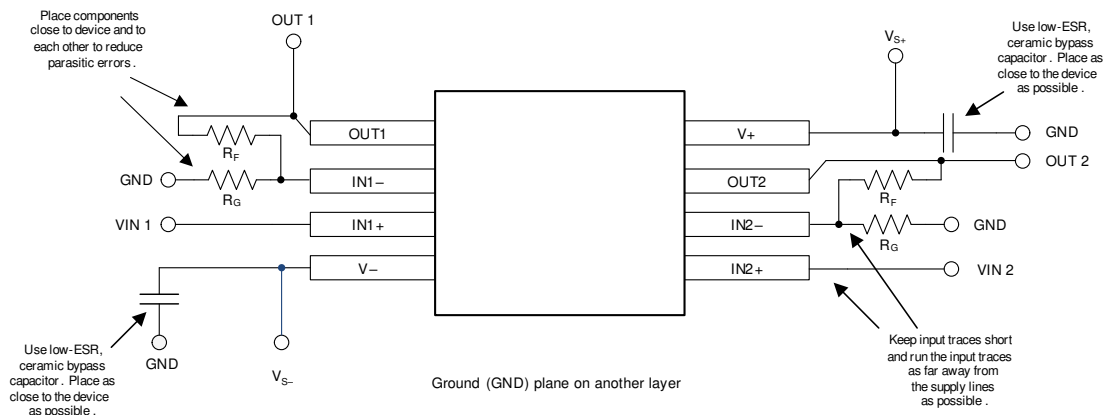 Place components
close to device and to
each other to reduce
parasitic errors .
OUT 1
VS+
Use low-ESR,
ceramic bypass
capacitor . Place as
close to the device
as possible .
OUT1
V+
GND
RF
OUT 2
GND
IN1−
OUT2
RG
RF
VIN 1
IN1+
IN2−
GND
RG
V−
IN2+
VIN 2
GND
VS−
Use low-ESR,
ceramic bypass
capacitor . Place as
close to the device
as possible .
Ground (GND) plane on another layer
Keep input traces short
and run the input traces
as far away from
the supply lines
as possible .